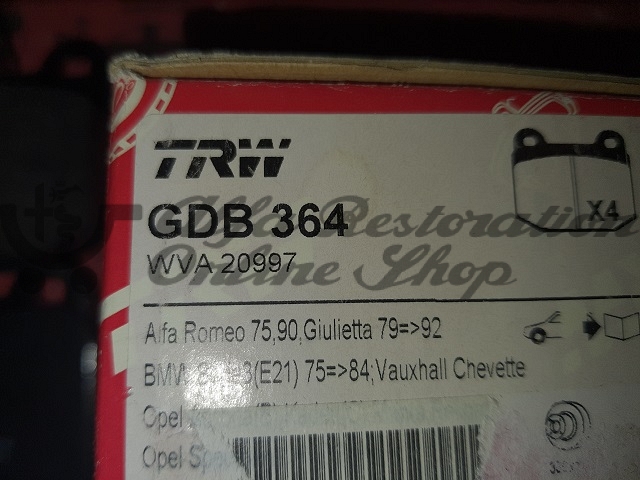 TRW
GDB 364
WVA 20997
X4
Alfa Restoration
Online Shop
Alfa Romeo 75,90,Giulietta 79=>92
BMW (E21) 75=>84;Vauxhall Chevette
Opel
Opel